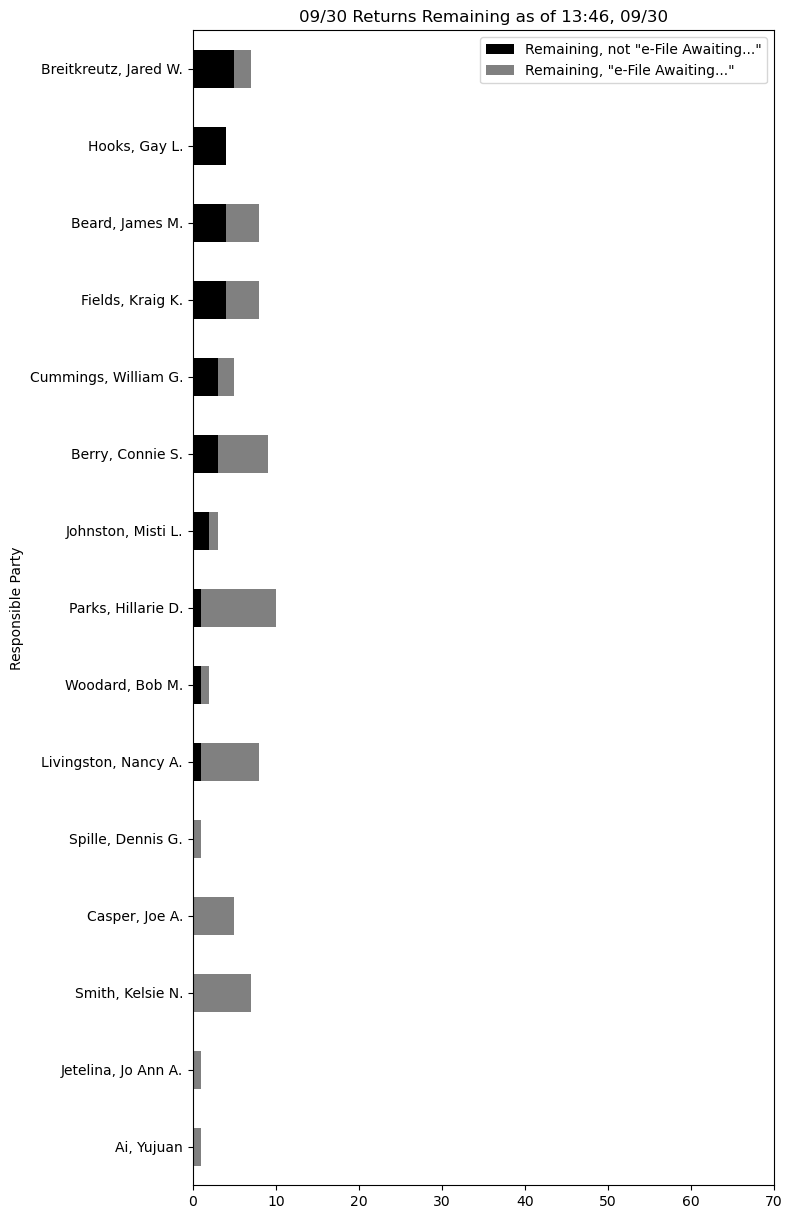 09/30 Returns Remaining as of 13:46, 09/30
Remaining, not "e-File Awaiting..."
Remaining, "e-File Awaiting..."
Responsible Party
Breitkreutz, Jared W.
Hooks, Gay L.
Beard, James M.
Fields, Kraig K.
Cummings, William G.
Berry, Connie S.
Johnston, Misti L.
Parks, Hillarie D.
Woodard, Bob M.
Livingston, Nancy A.
Spille, Dennis G.
Casper, Joe A.
Smith, Kelsie N.
Jetelina, Jo Ann A.
Ai, Yujuan
0 10 20 30 40 50 60 70